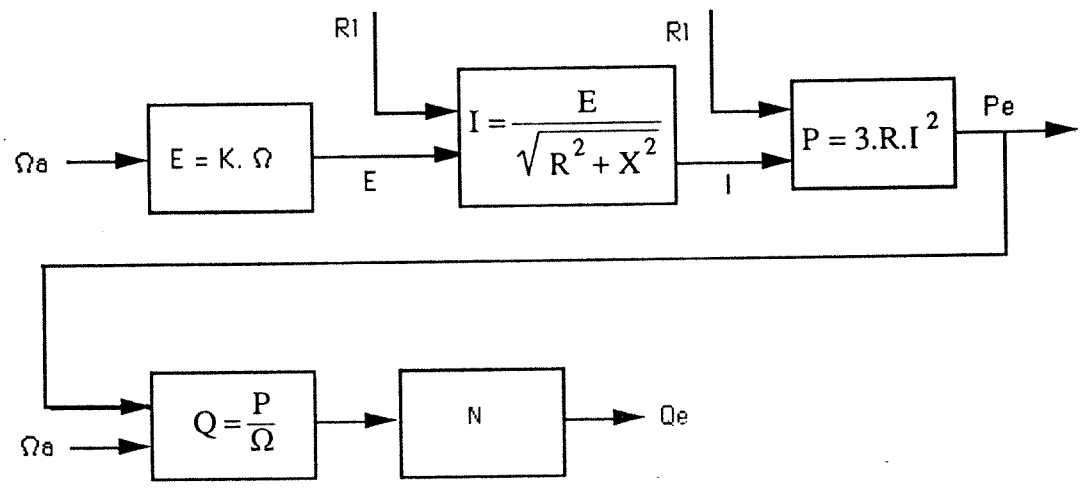 Rl
Rl
Ωa
E = K. Ω
E
I = E / √(R² + X²)
I
P = 3.R.I²
Pe
Ωa
Q = P / Ω
N
Qe